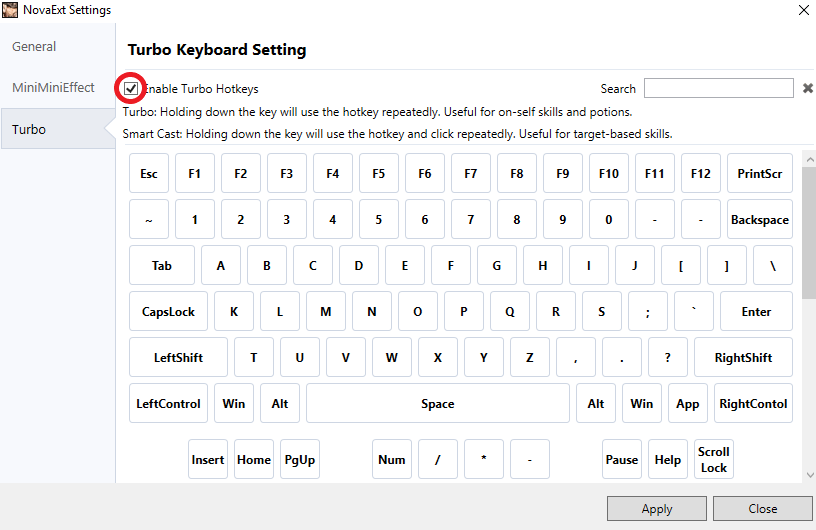 NovaExt Settings
General
MiniMiniEffect
Turbo
Turbo Keyboard Setting
Enable Turbo Hotkeys Search
Turbo: Holding down the key will use the hotkey repeatedly. Useful for on-self skills and potions.
Smart Cast: Holding down the key will use the hotkey and click repeatedly. Useful for target-based skills.
Esc F1 F2 F3 F4 F5 F6 F7 F8 F9 F10 F11 F12 PrintScr
~ 1 2 3 4 5 6 7 8 9 0 - - Backspace
Tab A B C D E F G H I J [ ] \
CapsLock K L M N O P Q R S ; ` Enter
LeftShift T U V W X Y Z , . ? RightShift
LeftControl Win Alt Space Alt Win App RightContol
Insert Home PgUp Num / * - Pause Help Scroll Lock
Apply Close